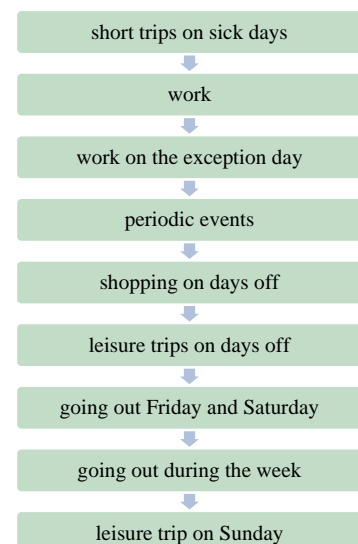 short trips on sick days
work
work on the exception day
periodic events
shopping on days off
leisure trips on days off
going out Friday and Saturday
going out during the week
leisure trip on Sunday